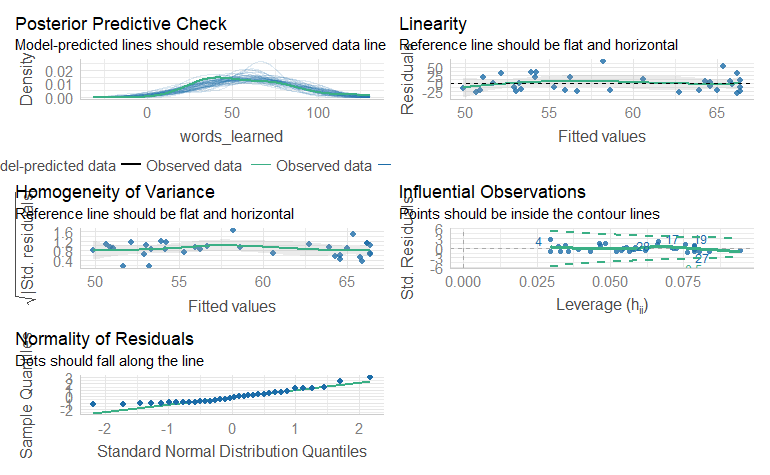 Posterior Predictive Check
Model-predicted lines should resemble observed data line
Density
0.02
0.01
0.00
0
50
100
words_learned
del-predicted data
Observed data
Observed data
Linearity
Reference line should be flat and horizontal
Residuals
50
25
0
-25
50
55
60
65
Fitted values
Homogeneity of Variance
Reference line should be flat and horizontal
√|Std. residuals|
1.6
1.2
0.8
0.4
50
55
60
65
Fitted values
Influential Observations
Points should be inside the contour lines
Std. Residuals
6
3
0
-3
-6
4
29
17
19
27
0.5
0.000
0.025
0.050
0.075
Leverage (hii)
Normality of Residuals
Dots should fall along the line
Sample Quantiles
3
2
1
0
-1
-2
-2
-1
0
1
2
Standard Normal Distribution Quantiles